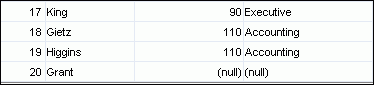 17 King 90 Executive
18 Gietz 110 Accounting
19 Higgins 110 Accounting
20 Grant (null) (null)